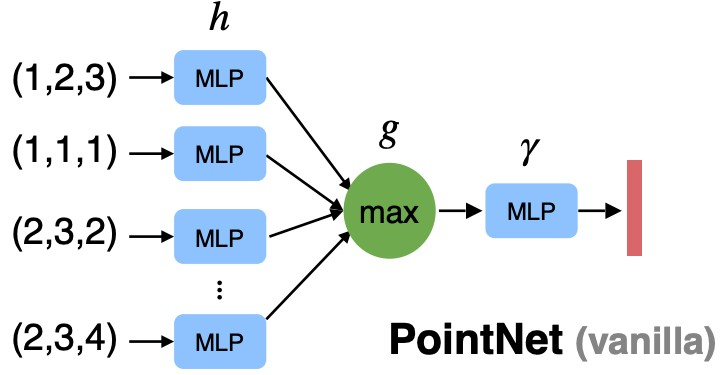 h
(1,2,3) MLP
(1,1,1) MLP
g
γ
(2,3,2) MLP
max
MLP
⋮
(2,3,4) MLP
PointNet (vanilla)